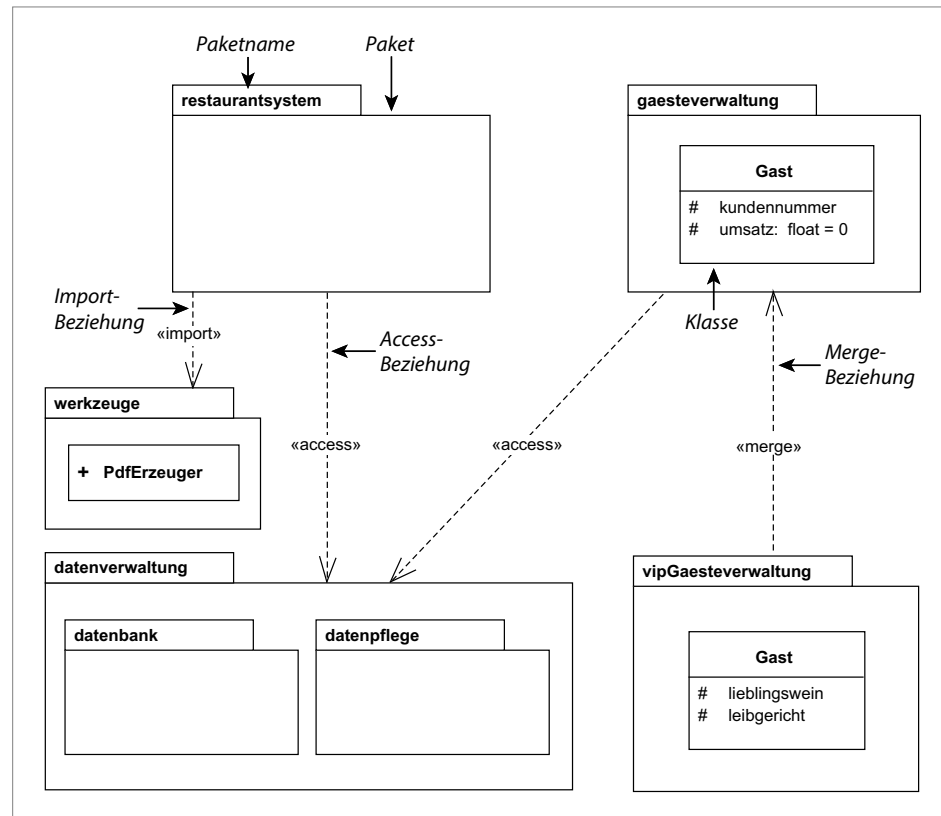 Paketname
Paket
restaurantsystem
gaesteverwaltung
Gast
# kundennummer
# umsatz: float = 0
Import-
Beziehung
«import»
Access-
Beziehung
Klasse
Merge-
Beziehung
werkzeuge
+ PdfErzeuger
«access»
«access»
«merge»
datenverwaltung
vipGaesteverwaltung
datenbank
datenpflege
Gast
# lieblingswein
# leibgericht